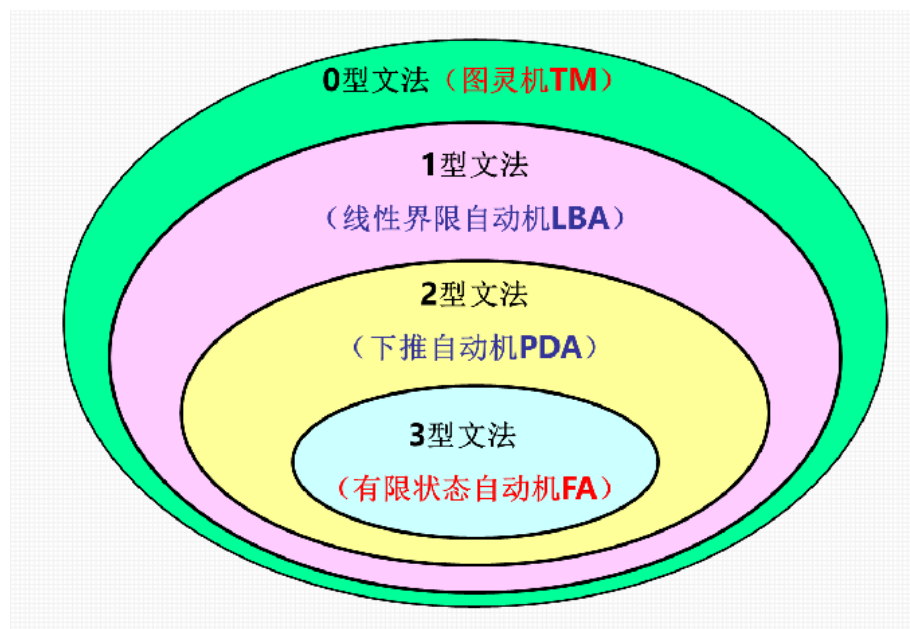 0型文法（图灵机TM）
1型文法
（线性界限自动机LBA）
2型文法
（下推自动机PDA）
3型文法
（有限状态自动机FA）